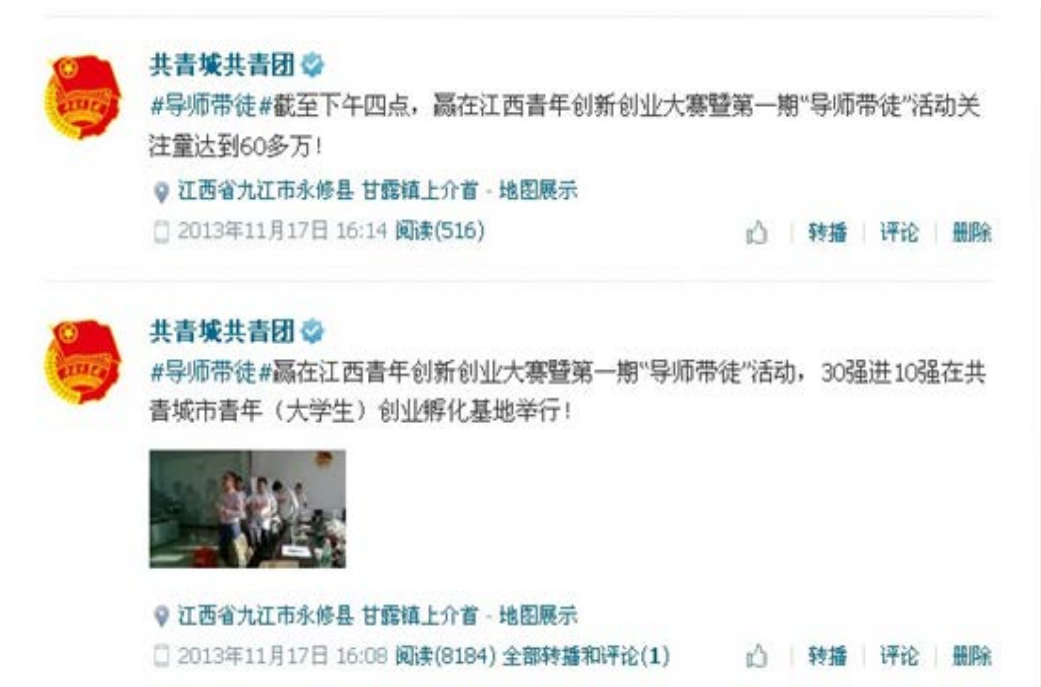 共青城共青团
#导师带徒#截至下午四点，赢在江西青年创新创业大赛暨第一期“导师带徒”活动关
注量达到60多万！
江西省九江市永修县 甘露镇上介首 - 地图展示
2013年11月17日 16:14 阅读(516) 转播 评论 删除
共青城共青团
#导师带徒#赢在江西青年创新创业大赛暨第一期“导师带徒”活动，30强进10强在共
青城市青年（大学生）创业孵化基地举行！
江西省九江市永修县 甘露镇上介首 - 地图展示
2013年11月17日 16:08 阅读(8184) 全部转播和评论(1) 转播 评论 删除